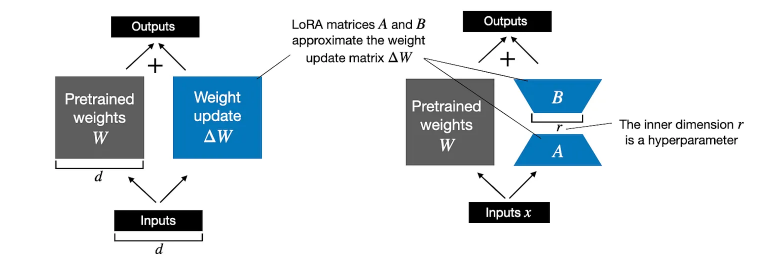 Outputs
+
Pretrained
weights
W
Weight
update
ΔW
d
Inputs
d
LoRA matrices A and B
approximate the weight
update matrix ΔW
Outputs
+
Pretrained
weights
W
B
r
A
The inner dimension r
is a hyperparameter
Inputs x